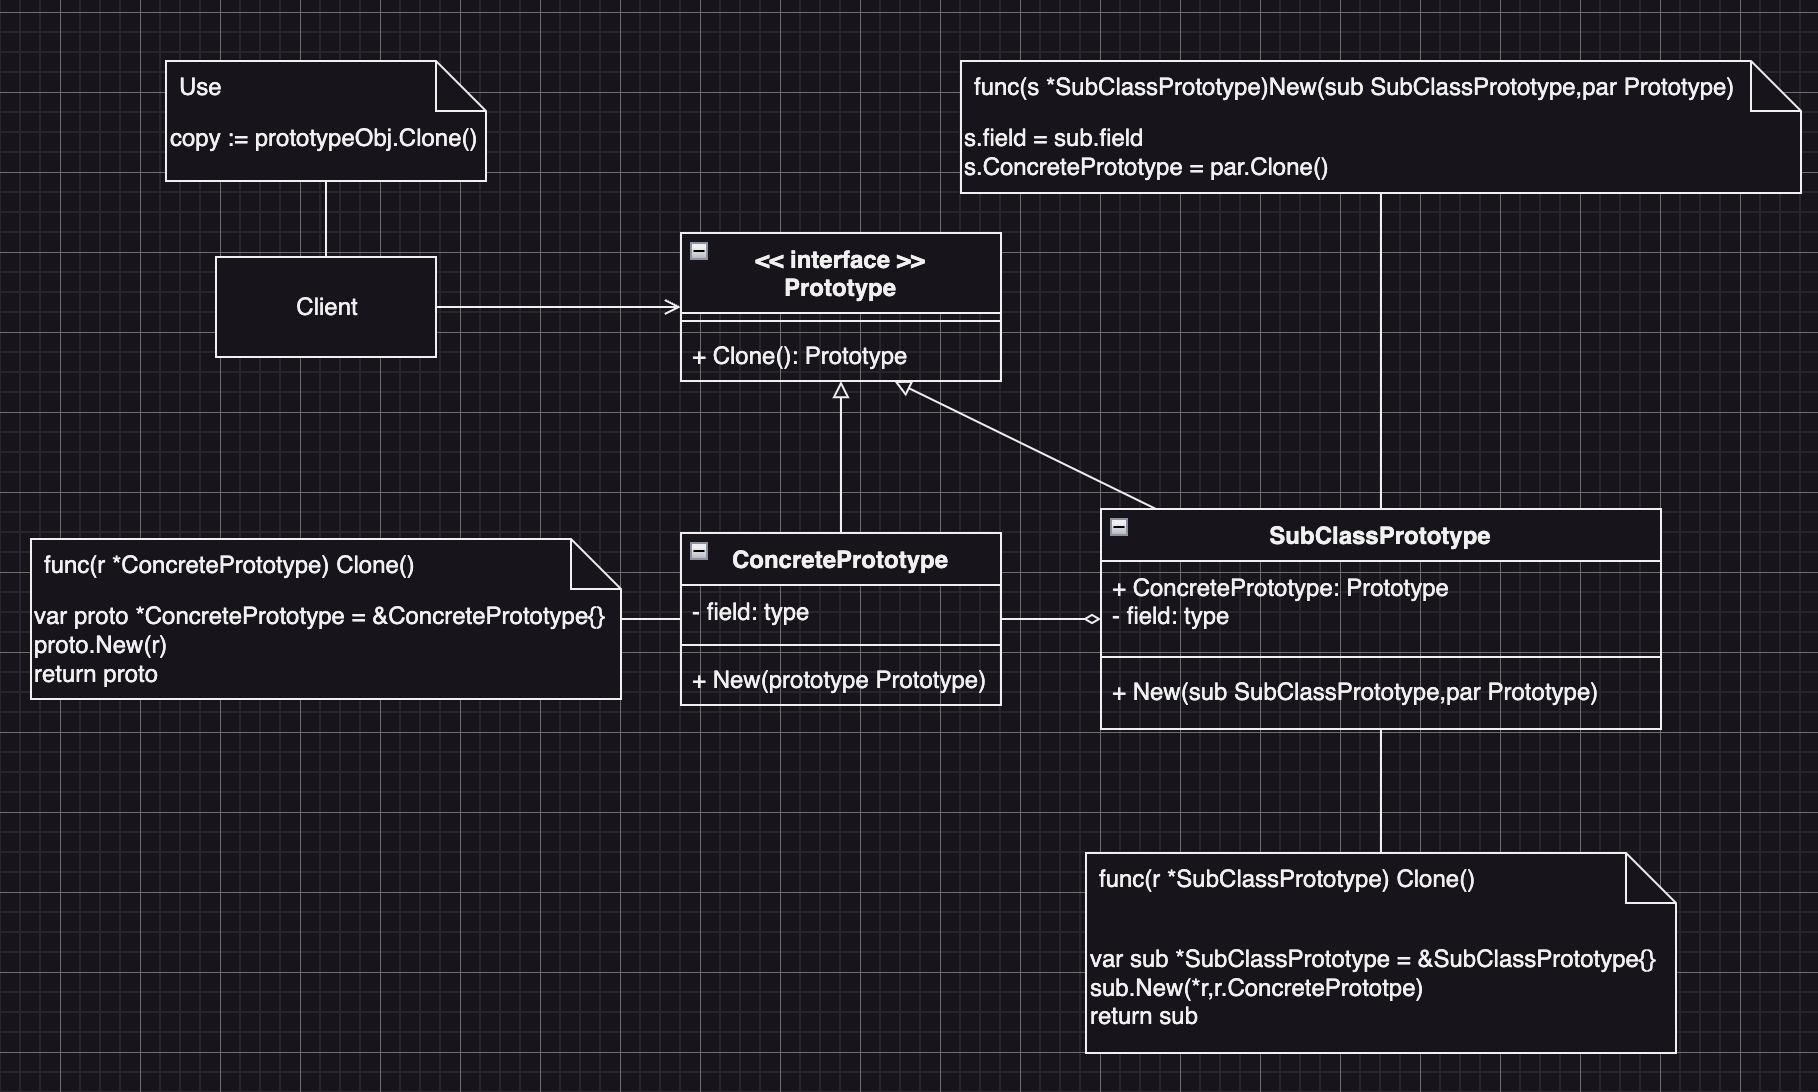 Use
copy := prototypeObj.Clone()
func(s *SubClassPrototype)New(sub SubClassPrototype,par Prototype)
s.field = sub.field
s.ConcretePrototype = par.Clone()
Client
<< interface >>
Prototype
+ Clone(): Prototype
func(r *ConcretePrototype) Clone()
var proto *ConcretePrototype = &ConcretePrototype{}
proto.New(r)
return proto
ConcretePrototype
- field: type
+ New(prototype Prototype)
SubClassPrototype
+ ConcretePrototype: Prototype
- field: type
+ New(sub SubClassPrototype,par Prototype)
func(r *SubClassPrototype) Clone()
var sub *SubClassPrototype = &SubClassPrototype{}
sub.New(*r,r.ConcretePrototpe)
return sub